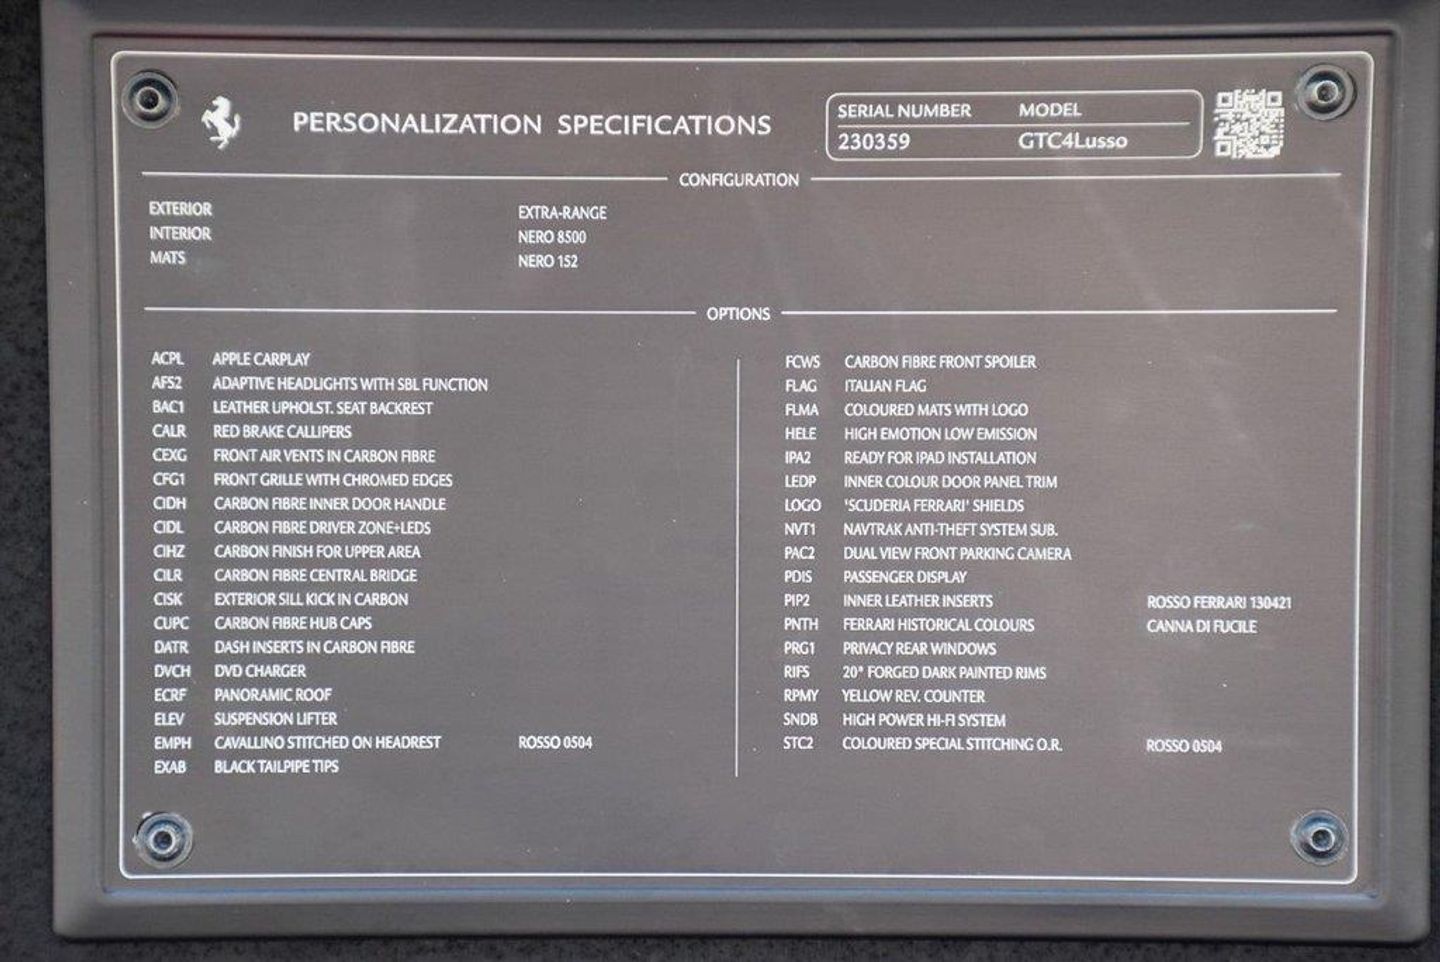 PERSONALIZATION SPECIFICATIONS
SERIAL NUMBER MODEL
230359 GTC4Lusso
CONFIGURATION
EXTERIOR EXTRA-RANGE
INTERIOR NERO 8500
MATS NERO 152
OPTIONS
ACPL APPLE CARPLAY
AFS2 ADAPTIVE HEADLIGHTS WITH SBL FUNCTION
BAC1 LEATHER UPHOLST. SEAT BACKREST
CALR RED BRAKE CALLIPERS
CEXG FRONT AIR VENTS IN CARBON FIBRE
CFG1 FRONT GRILLE WITH CHROMED EDGES
CIDH CARBON FIBRE INNER DOOR HANDLE
CIDL CARBON FIBRE DRIVER ZONE+LEDS
CIHZ CARBON FINISH FOR UPPER AREA
CILR CARBON FIBRE CENTRAL BRIDGE
CISK EXTERIOR SILL KICK IN CARBON
CUPC CARBON FIBRE HUB CAPS
DATR DASH INSERTS IN CARBON FIBRE
DVCH DVD CHARGER
ECRF PANORAMIC ROOF
ELEV SUSPENSION LIFTER
EMPH CAVALLINO STITCHED ON HEADREST ROSSO 0504
EXAB BLACK TAILPIPE TIPS
FCWS CARBON FIBRE FRONT SPOILER
FLAG ITALIAN FLAG
FLMA COLOURED MATS WITH LOGO
HELE HIGH EMOTION LOW EMISSION
IPA2 READY FOR IPAD INSTALLATION
LEDP INNER COLOUR DOOR PANEL TRIM
LOGO 'SCUDERIA FERRARI' SHIELDS
NVT1 NAVTRAK ANTI-THEFT SYSTEM SUB.
PAC2 DUAL VIEW FRONT PARKING CAMERA
PDIS PASSENGER DISPLAY
PIP2 INNER LEATHER INSERTS ROSSO FERRARI 130421
PNTH FERRARI HISTORICAL COLOURS CANNA DI FUCILE
PRG1 PRIVACY REAR WINDOWS
RIFS 20" FORGED DARK PAINTED RIMS
RPMY YELLOW REV. COUNTER
SNDB HIGH POWER HI-FI SYSTEM
STC2 COLOURED SPECIAL STITCHING O.R. ROSSO 0504